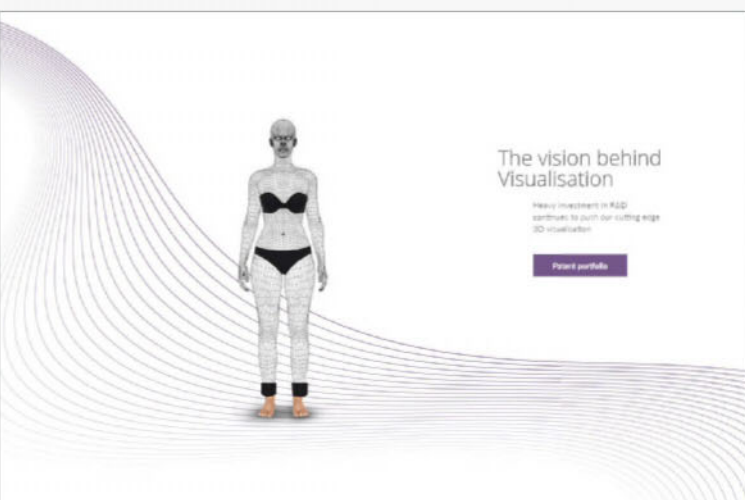 The vision behind
Visualisation
Heavy investment in R&D
continues to push our cutting edge
3D visualisation
Patent portfolio